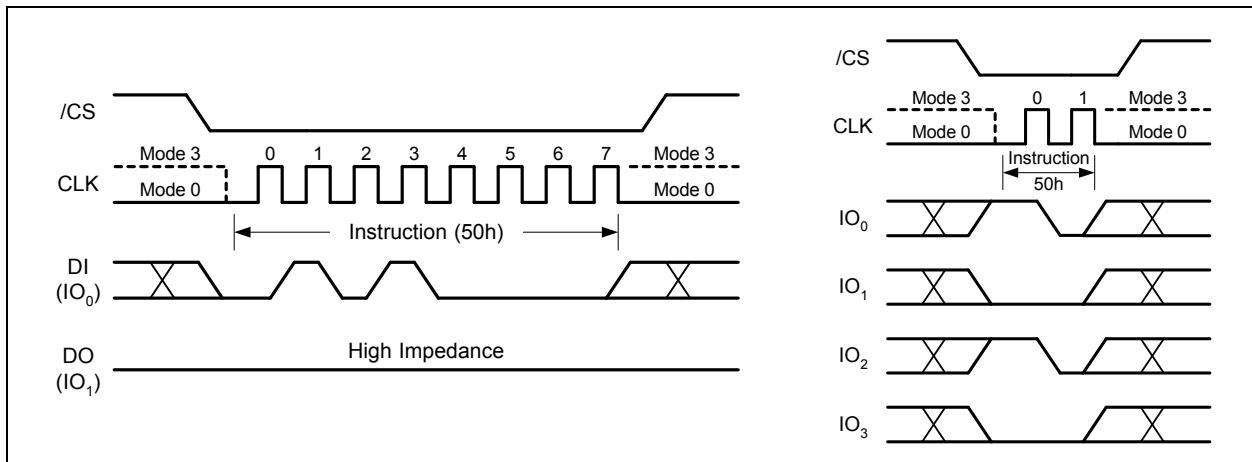 /CS
Mode 3 0 1 2 3 4 5 6 7 Mode 3
CLK
Mode 0 Mode 0
Instruction (50h)
DI
(IO0)
DO
(IO1)
High Impedance
/CS
Mode 3 0 1 Mode 3
CLK
Mode 0 Mode 0
Instruction
50h
IO0
IO1
IO2
IO3